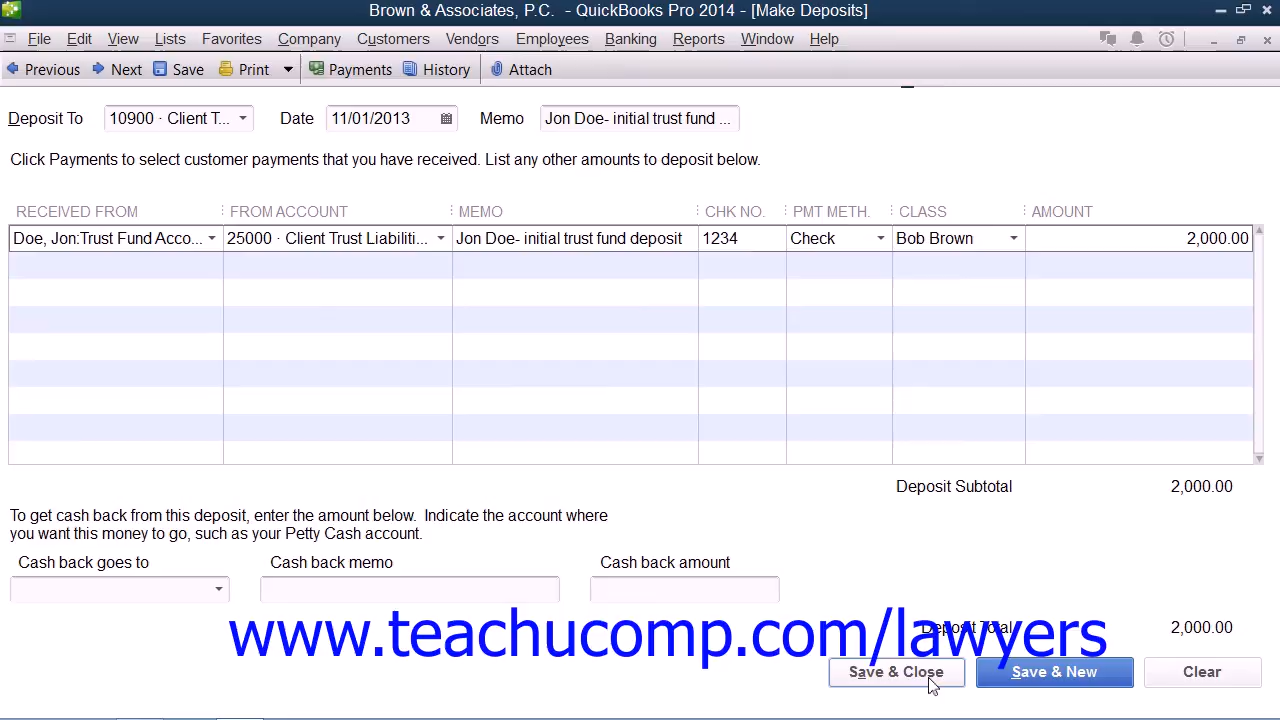 Brown & Associates, P.C. - QuickBooks Pro 2014 - [Make Deposits]
File Edit View Lists Favorites Company Customers Vendors Employees Banking Reports Window Help
Previous Next Save Print Payments History Attach
Deposit To 10900 · Client T... Date 11/01/2013 Memo Jon Doe- initial trust fund ...
Click Payments to select customer payments that you have received. List any other amounts to deposit below.
RECEIVED FROM FROM ACCOUNT MEMO CHK NO. PMT METH. CLASS AMOUNT
Doe, Jon:Trust Fund Acco... 25000 · Client Trust Liabiliti... Jon Doe- initial trust fund deposit 1234 Check Bob Brown 2,000.00
Deposit Subtotal 2,000.00
To get cash back from this deposit, enter the amount below. Indicate the account where
you want this money to go, such as your Petty Cash account.
Cash back goes to Cash back memo Cash back amount
www.teachucomp.com/lawyers
Deposit Total 2,000.00
Save & Close Save & New Clear